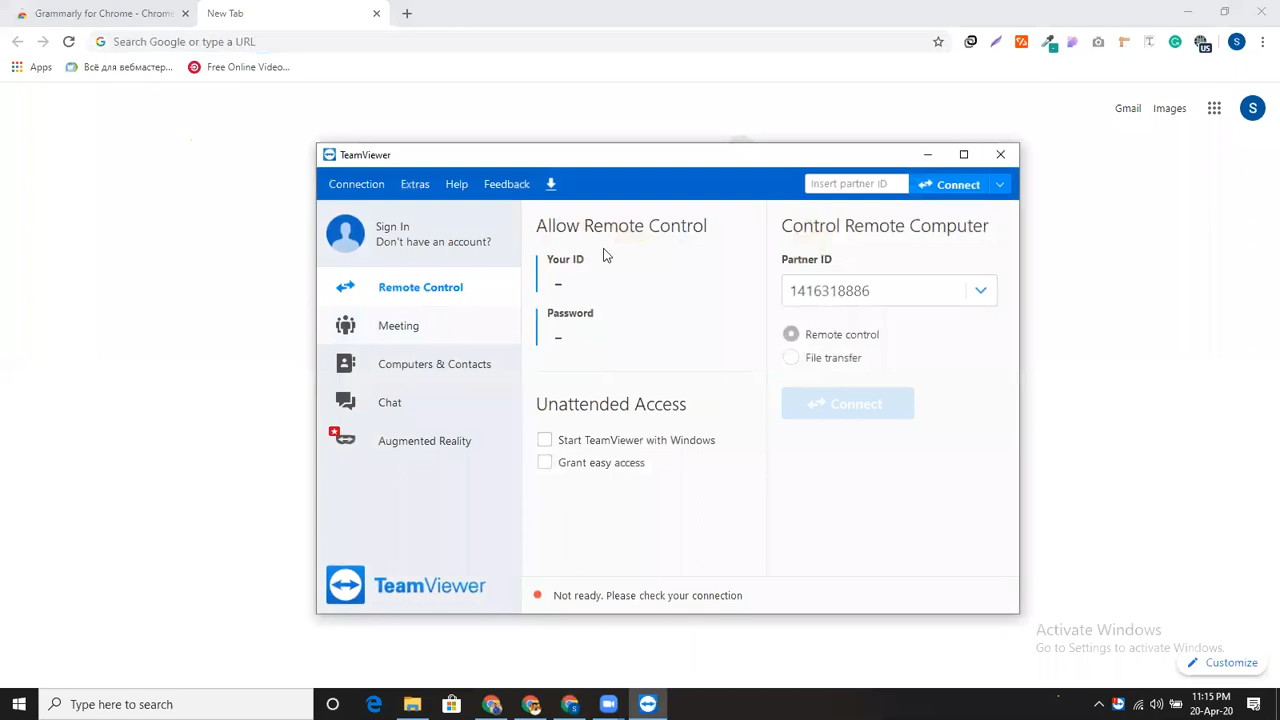 Grammarly for Chrome - Chrome
New Tab
Search Google or type a URL
US
S
Apps
Всё для вебмастер...
Free Online Video...
Gmail
Images
S
TeamViewer
Connection
Extras
Help
Feedback
Insert partner ID
Connect
Sign In
Don't have an account?
Remote Control
Meeting
Computers & Contacts
Chat
Augmented Reality
TeamViewer
Allow Remote Control
Your ID
–
Password
–
Unattended Access
Start TeamViewer with Windows
Grant easy access
Control Remote Computer
Partner ID
1416318886
Remote control
File transfer
Connect
Not ready. Please check your connection
Activate Windows
Go to Settings to activate Windows.
Customize
Type here to search
11:15 PM
20-Apr-20